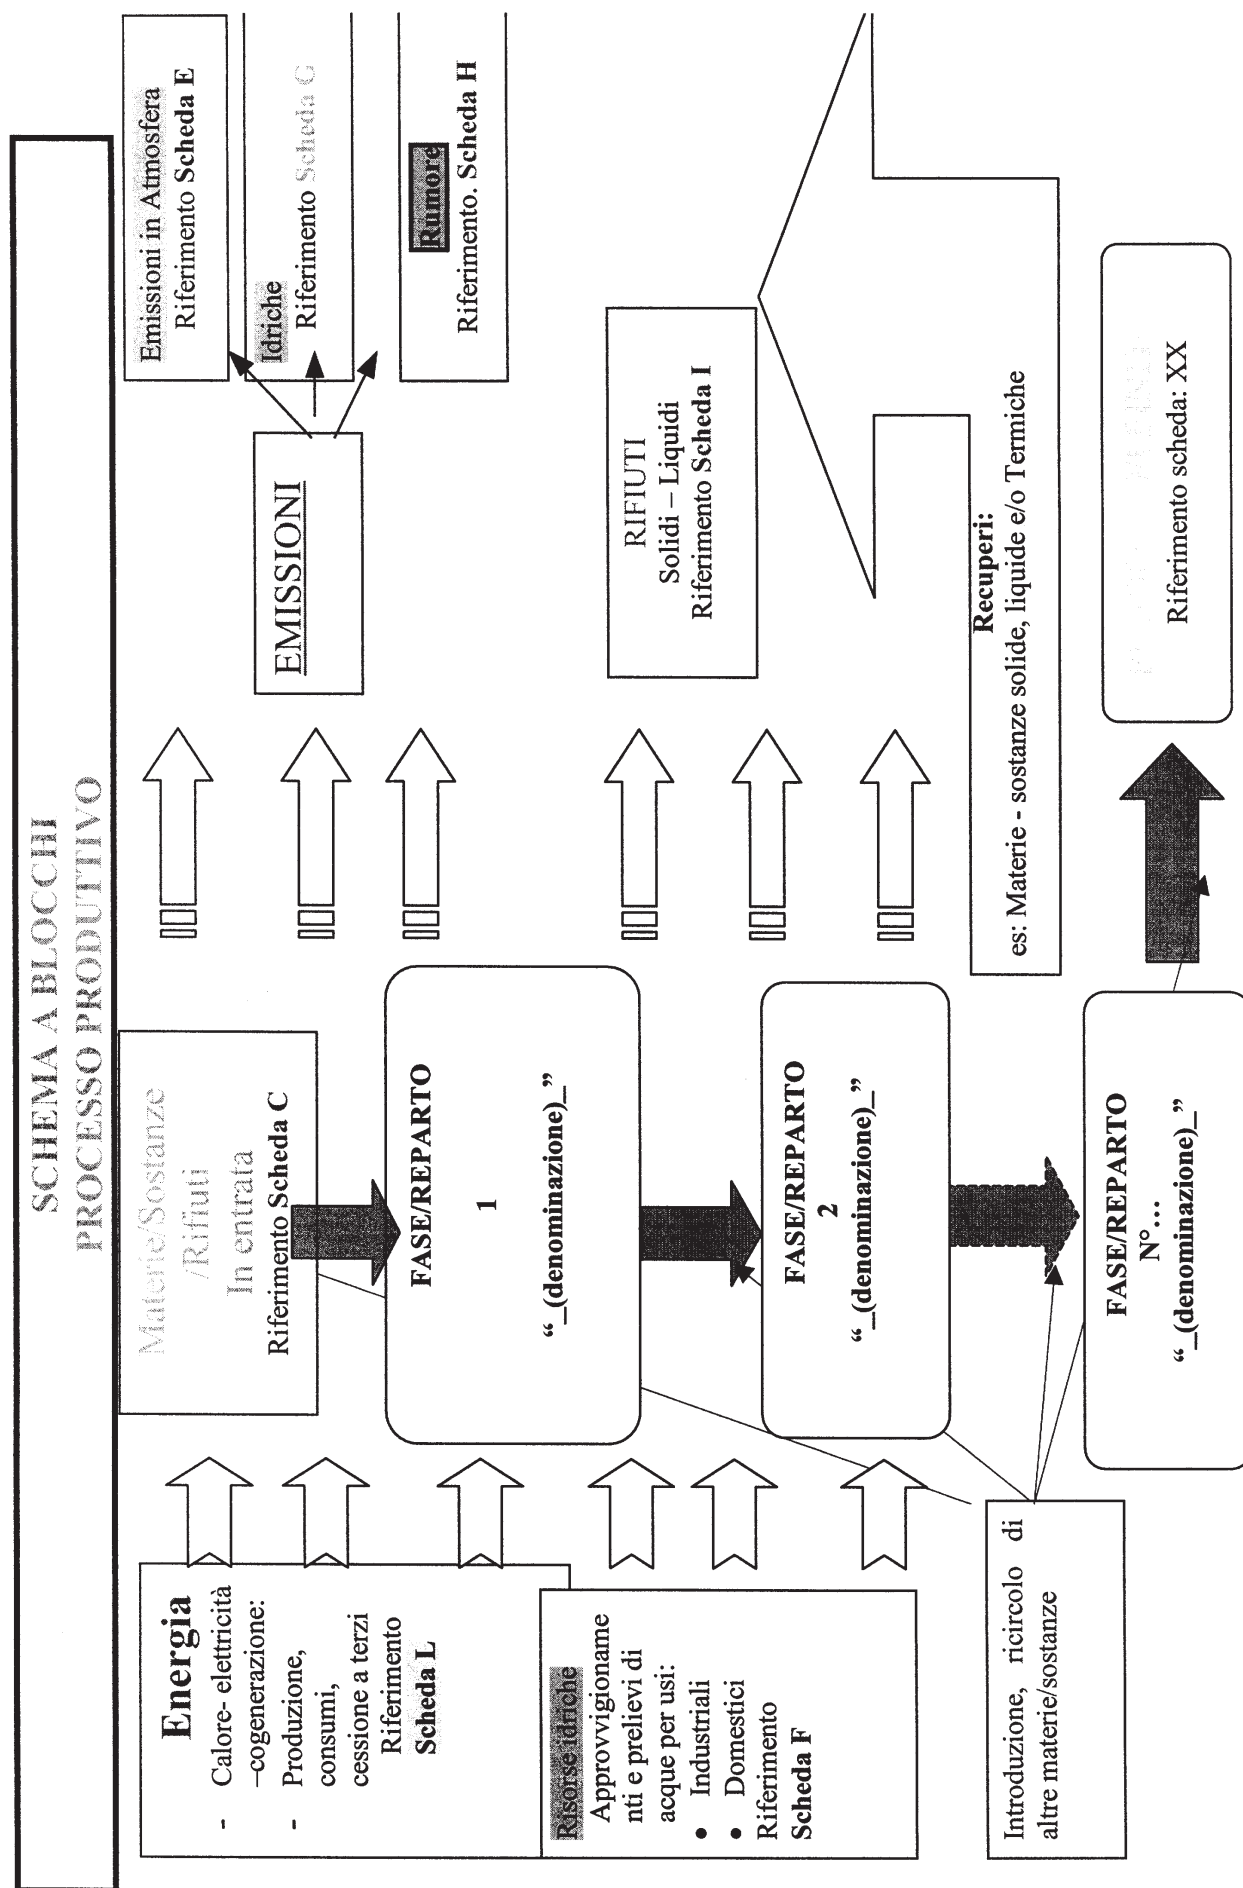 SCHEMA A BLOCCHI
PROCESSO PRODUTTIVO
Energia
- Calore- elettricità
–cogenerazione:
- Produzione,
consumi,
cessione a terzi
Riferimento
Scheda L
Risorse idriche
Approvvigioname
nti e prelievi di
acque per usi:
• Industriali
• Domestici
Riferimento
Scheda F
Introduzione, ricircolo di
altre materie/sostanze
Materie/Sostanze
/Rifiuti
In entrata
Riferimento Scheda C
FASE/REPARTO
1
“_(denominazione)_”
FASE/REPARTO
2
“_(denominazione)_”
FASE/REPARTO
N°…
“_(denominazione)_”
EMISSIONI
Emissioni in Atmosfera
Riferimento Scheda E
Idriche
Riferimento Scheda G
Rumore
Riferimento. Scheda H
RIFIUTI
Solidi – Liquidi
Riferimento Scheda I
Recuperi:
es: Materie - sostanze solide, liquide e/o Termiche
Riferimento scheda: XX